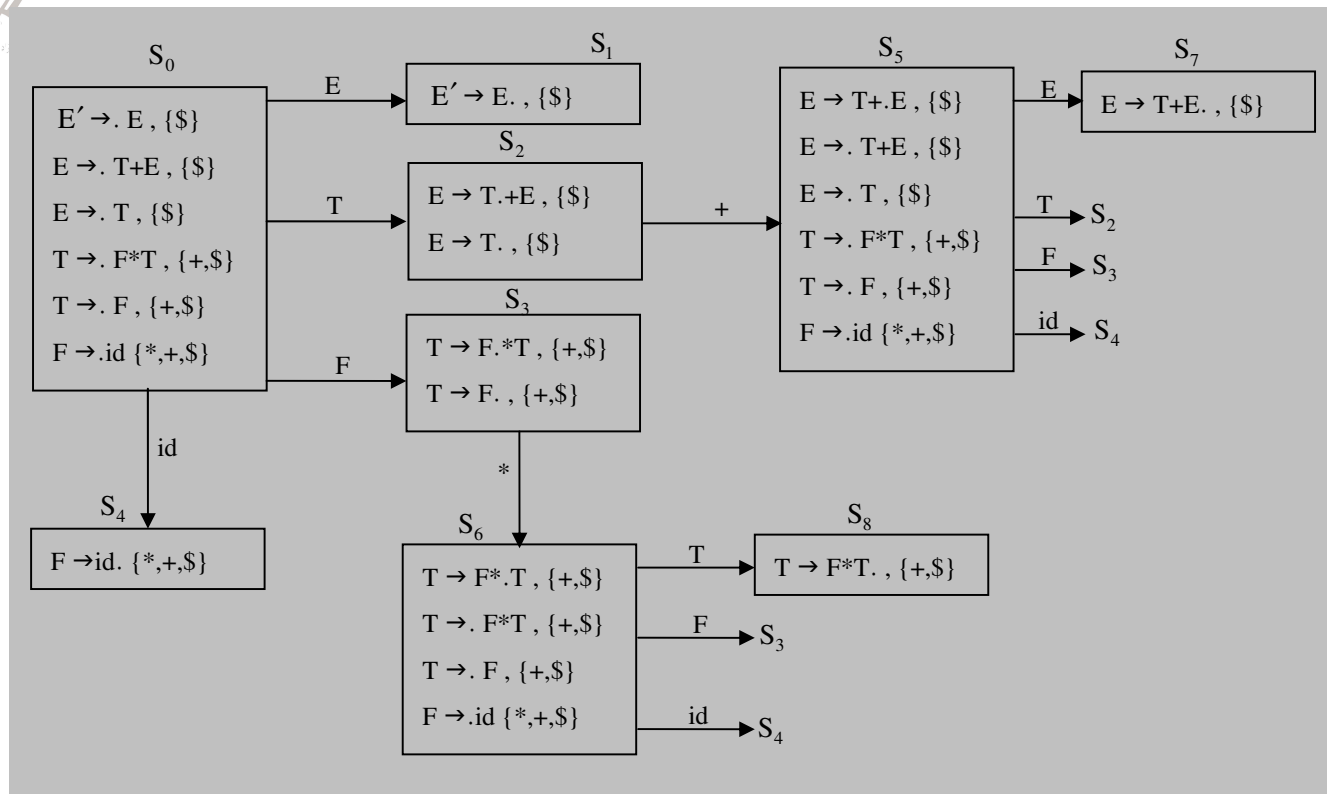 S0
E′ →. E , {$}
E →. T+E , {$}
E →. T , {$}
T →. F*T , {+,$}
T →. F , {+,$}
F →.id {*,+,$}
E
S1
E′ → E. , {$}
T
S2
E → T.+E , {$}
E → T. , {$}
+
S5
E → T+.E , {$}
E →. T+E , {$}
E →. T , {$}
T →. F*T , {+,$}
T →. F , {+,$}
F →.id {*,+,$}
E
S7
E → T+E. , {$}
T
S2
F
S3
id
S4
F
S3
T → F.*T , {+,$}
T → F. , {+,$}
id
S4
F →id. {*,+,$}
*
S6
T → F*.T , {+,$}
T →. F*T , {+,$}
T →. F , {+,$}
F →.id {*,+,$}
T
S8
T → F*T. , {+,$}
F
S3
id
S4